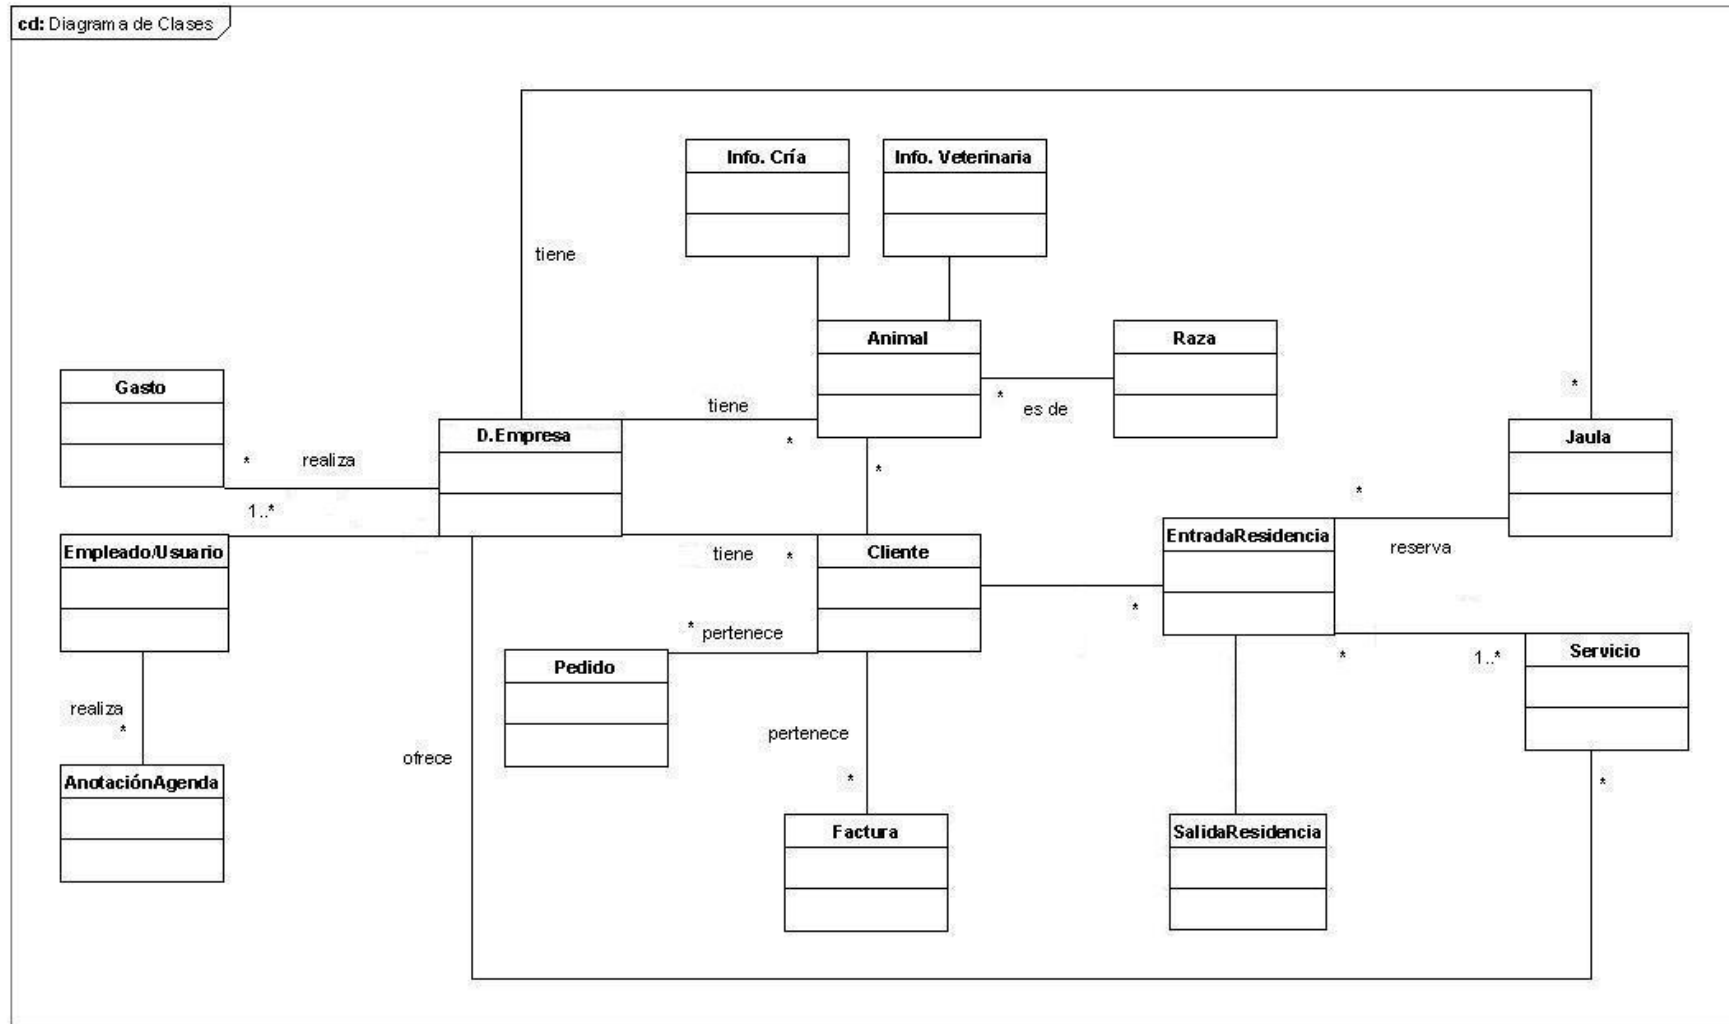 cd: Diagrama de Clases
Info. Cría
Info. Veterinaria
tiene
Animal
Raza
Gasto
*
tiene
*
es de
D.Empresa
Jaula
*
*
realiza
*
*
1..*
EntradaResidencia
Empleado/Usuario
tiene
*
Cliente
reserva
*
*
pertenece
Pedido
*
1..*
Servicio
realiza
*
pertenece
ofrece
*
*
AnotaciónAgenda
Factura
SalidaResidencia